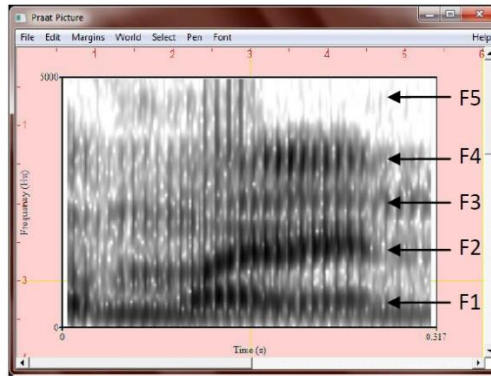 Praat Picture
File Edit Margins World Select Pen Font Help
0 1 2 3 4 5 6
5000
F5
1
F4
Frequency (Hz)
F3
F2
3
F1
0
0 0.317
Time (s)